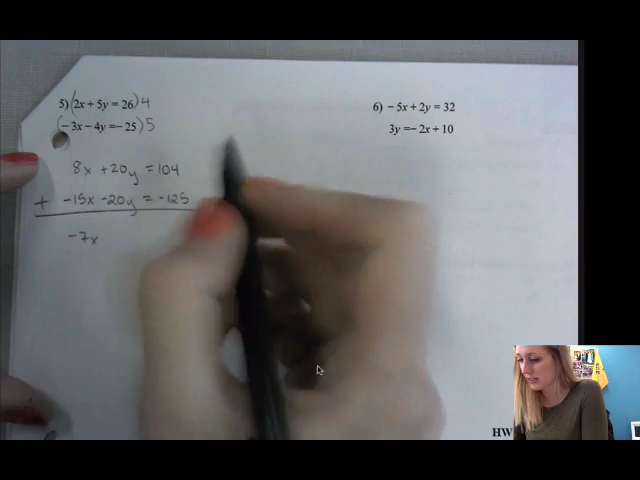 5) (2x + 5y = 26) 4
(-3x - 4y = -25) 5
8x + 20y = 104
+ -15x - 20y = -125
-7x
6) -5x + 2y = 32
3y = -2x + 10
HW